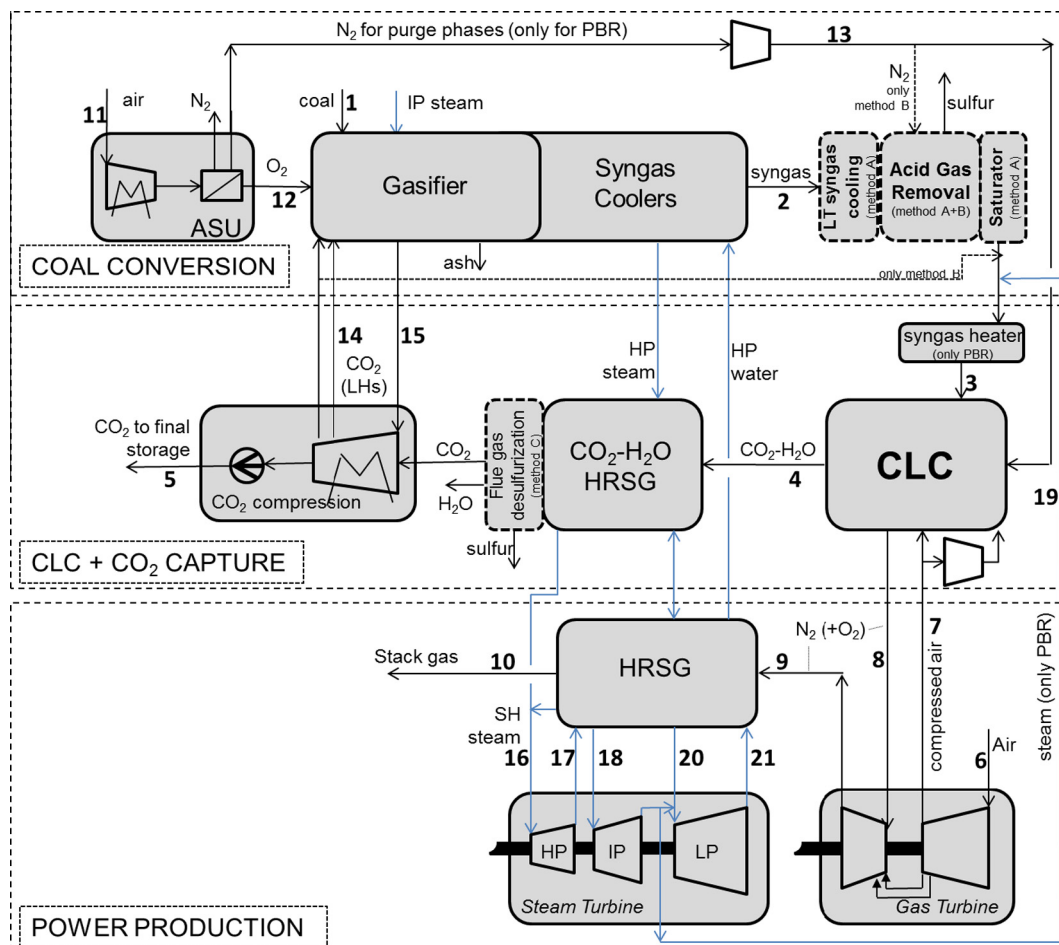 N₂ for purge phases (only for PBR)
13
11
air
N₂
coal
1
IP steam
N₂
only
method B
sulfur
O₂
12
ASU
Gasifier
Syngas
Coolers
syngas
2
LT syngas
cooling
(method A)
Acid Gas
Removal
(method A+B)
Saturator
(method A)
COAL CONVERSION
ash
only method B
14
15
CO₂
(LHs)
HP
steam
HP
water
syngas heater
(only PBR)
3
CO₂ to final
storage
5
CO₂ compression
CO₂
H₂O
Flue gas
desulfurization
(method C)
sulfur
CO₂-H₂O
HRSG
CO₂-H₂O
4
CLC
19
CLC + CO₂ CAPTURE
Stack gas
10
HRSG
9
N₂ (+O₂)
8
7
compressed air
steam (only PBR)
SH
steam
16
17
18
20
21
6
Air
HP
IP
LP
Steam Turbine
Gas Turbine
POWER PRODUCTION